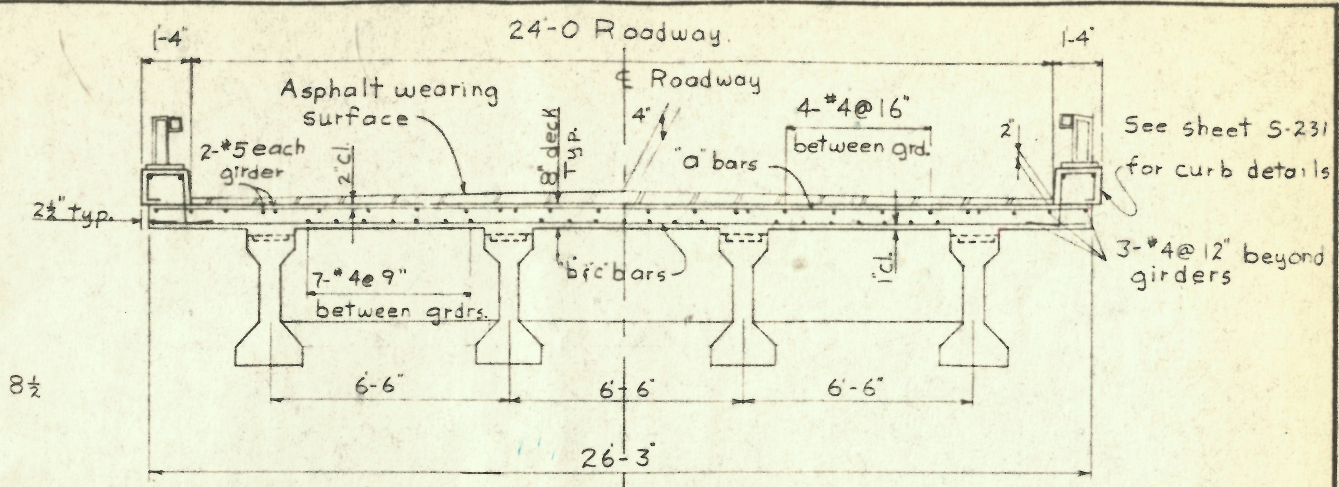 24'-0 Roadway.
1'-4"
1-4"
℄ Roadway
Asphalt wearing
surface
4"
4-#4@16"
between grd.
2"
See sheet S-231
for curb details
2-#5 each
girder
2" cl.
8" deck
Typ.
"a" bars
2½" typ.
"b"&"c" bars
1" cl.
3-#4@12" beyond
girders
7-#4@9"
between grdrs.
8½
6'-6"
6'-6"
6'-6"
26'-3"